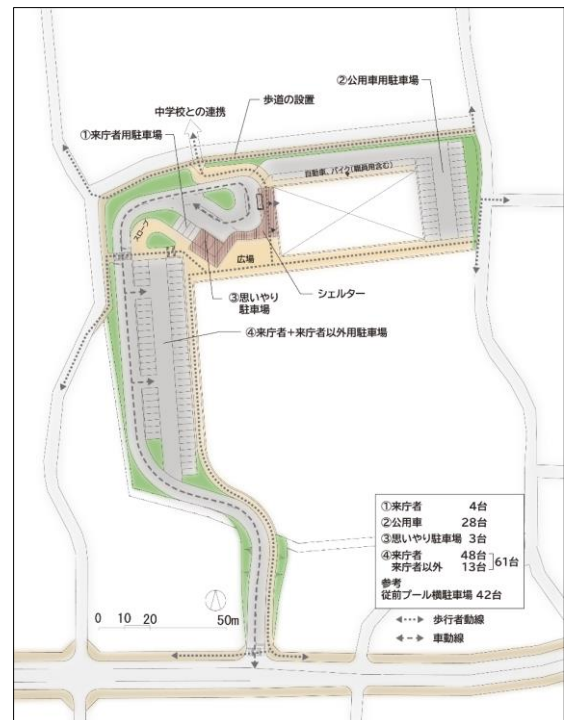 ②公用車用駐車場
歩道の設置
中学校との連携
①来庁者用駐車場
自動車、バイク(職員用含む)
スロープ
広場
シェルター
③思いやり
駐車場
④来庁者+来庁者以外用駐車場
①来庁者 4台
②公用車 28台
③思いやり駐車場 3台
④来庁者 48台
来庁者以外 13台
61台
参考
従前プール横駐車場 42台
0 10 20 50m
歩行者動線
車動線